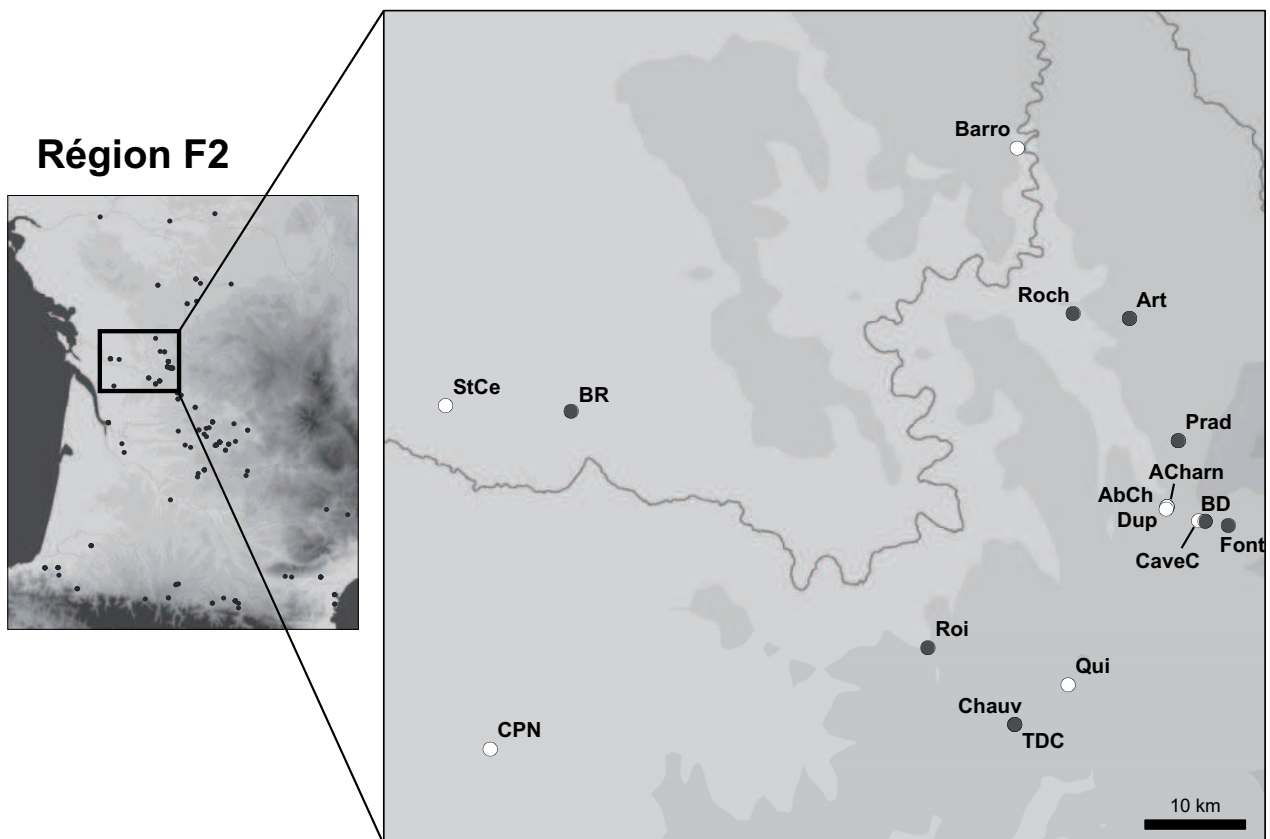 Région F2
Barro
Roch
Art
StCe
BR
Prad
ACharn
AbCh
BD
Dup
Font
CaveC
Roi
Qui
Chauv
CPN
TDC
10 km